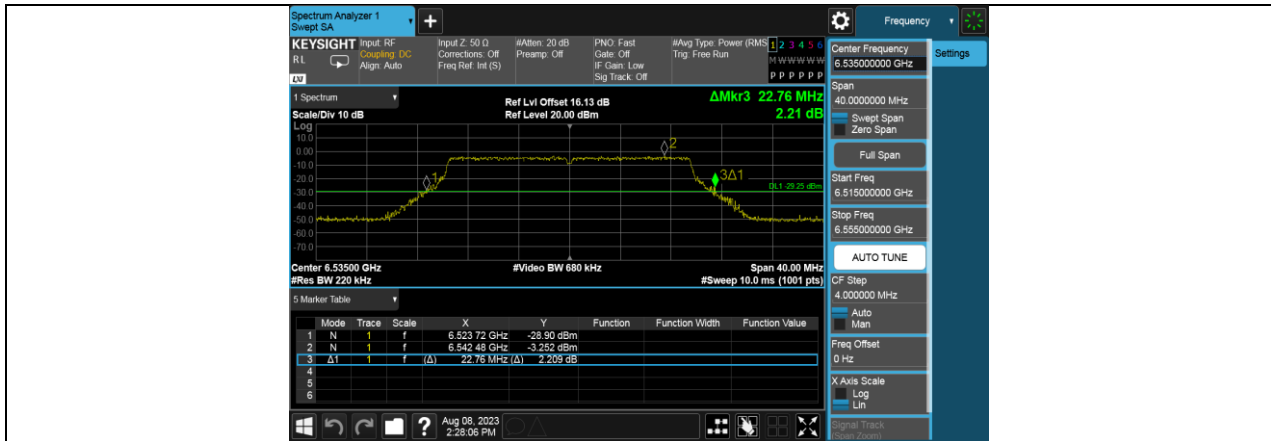 Spectrum Analyzer 1
Swept SA
+
Frequency
KEYSIGHT
RL
LXI
Input: RF
Coupling: DC
Align: Auto
Input Z: 50 Ω
Corrections: Off
Freq Ref: Int (S)
#Atten: 20 dB
Preamp: Off
PNO: Fast
Gate: Off
IF Gain: Low
Sig Track: Off
#Avg Type: Power (RMS
Trig: Free Run
1 2 3 4 5 6
M W W W W W
P P P P P P
1 Spectrum
Scale/Div 10 dB
Ref Lvl Offset 16.13 dB
Ref Level 20.00 dBm
ΔMkr3 22.76 MHz
2.21 dB
Log
10.0
0.00
-10.0
-20.0
-30.0
-40.0
-50.0
-60.0
-70.0
1
2
3Δ1
DL1 -29.25 dBm
Center 6.53500 GHz
#Res BW 220 kHz
#Video BW 680 kHz
Span 40.00 MHz
#Sweep 10.0 ms (1001 pts)
5 Marker Table
Mode Trace Scale X Y Function Function Width Function Value
1 N 1 f 6.523 72 GHz -28.90 dBm
2 N 1 f 6.542 48 GHz -3.252 dBm
3 Δ1 1 f (Δ) 22.76 MHz (Δ) 2.209 dB
4
5
6
?
Aug 08, 2023
2:28:06 PM
Center Frequency
6.535000000 GHz
Settings
Span
40.0000000 MHz
Swept Span
Zero Span
Full Span
Start Freq
6.515000000 GHz
Stop Freq
6.555000000 GHz
AUTO TUNE
CF Step
4.000000 MHz
Auto
Man
Freq Offset
0 Hz
X Axis Scale
Log
Lin
Signal Track
(Span Zoom)